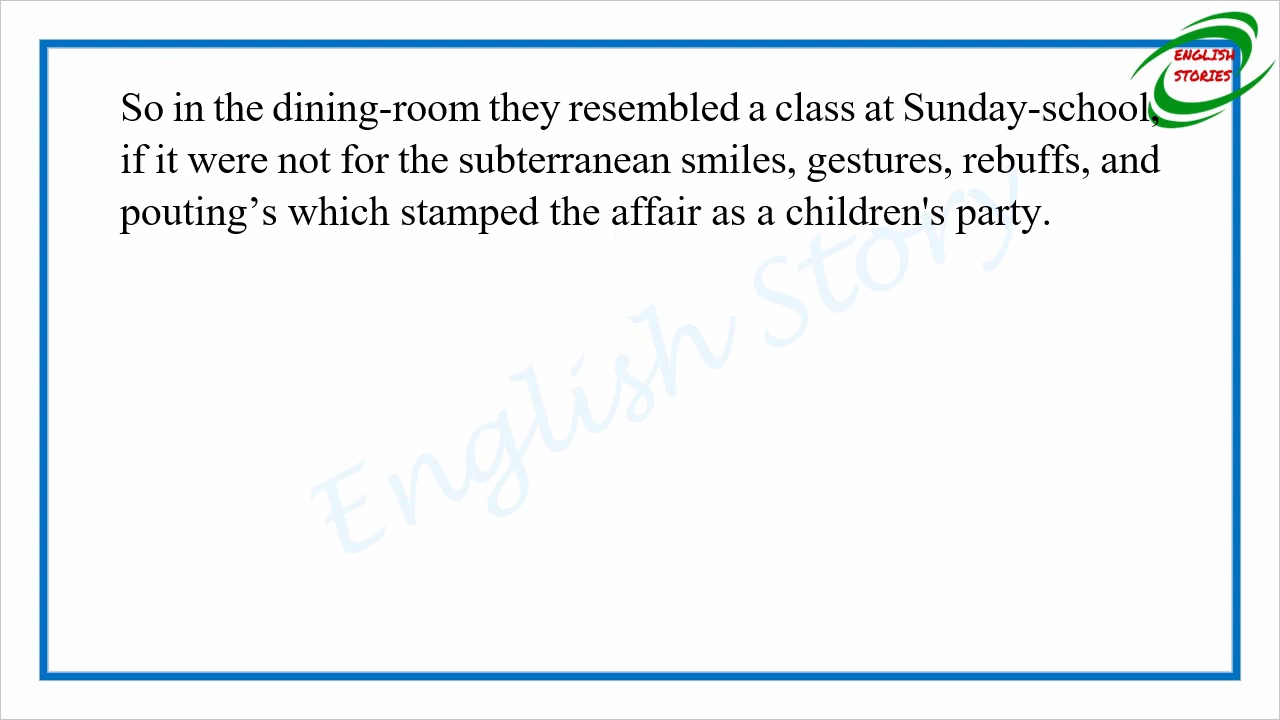 ENGLISH
STORIES
So in the dining-room they resembled a class at Sunday-school,
if it were not for the subterranean smiles, gestures, rebuffs, and
pouting’s which stamped the affair as a children's party.
English Story